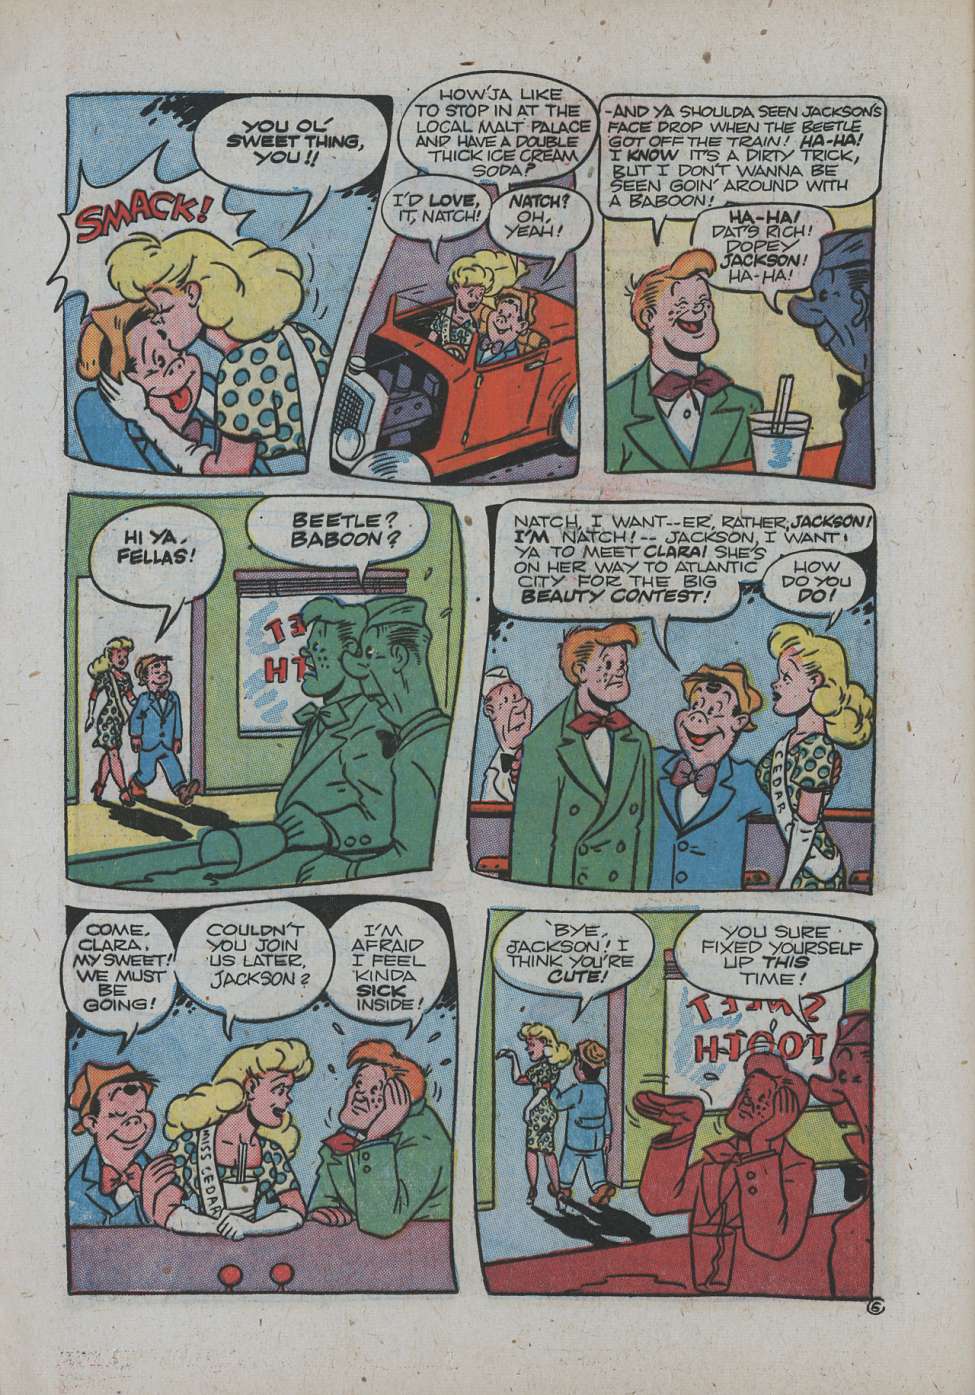 YOU OL'
SWEET THING,
YOU!!
SMACK!
HOW'JA LIKE
TO STOP IN AT THE
LOCAL MALT PALACE
AND HAVE A DOUBLE
THICK ICE CREAM
SODA?
I'D LOVE,
IT, NATCH!
NATCH?
OH,
YEAH!
-AND YA SHOULDA SEEN JACKSON'S
FACE DROP WHEN THE BEETLE
GOT OFF THE TRAIN! HA-HA!
I KNOW IT'S A DIRTY TRICK,
BUT I DON'T WANNA BE
SEEN GOIN' AROUND WITH
A BABOON!
HA-HA!
DAT'S RICH!
DOPEY
JACKSON!
HA-HA!
HI YA,
FELLAS!
BEETLE?
BABOON?
NATCH, I WANT--ER, RATHER, JACKSON!
I'M NATCH!-- JACKSON, I WANT
YA TO MEET CLARA! SHE'S
ON HER WAY TO ATLANTIC
CITY FOR THE BIG
BEAUTY CONTEST!
HOW
DO YOU
DO!
CEDAR
COME,
CLARA,
MY SWEET!
WE MUST
BE
GOING!
COULDN'T
YOU JOIN
US LATER,
JACKSON?
I'M
AFRAID
I FEEL
KINDA
SICK
INSIDE!
MISS CEDAR
'BYE,
JACKSON! I
THINK YOU'RE
CUTE!
YOU SURE
FIXED YOURSELF
UP THIS
TIME!
SWEET
TOOTH
6